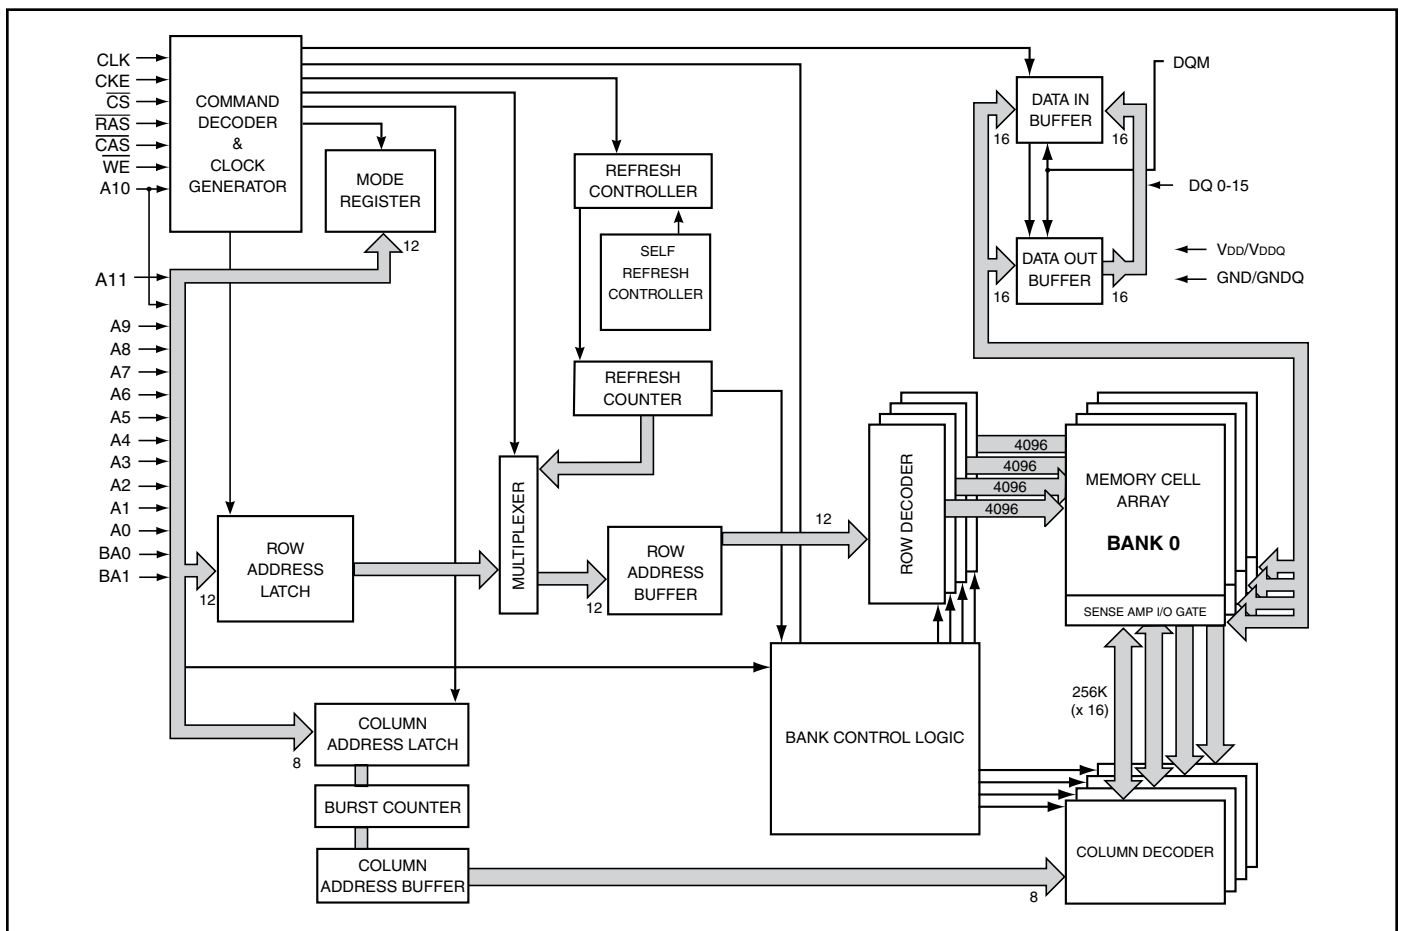 CLK
CKE
CS
RAS
CAS
WE
A10
A11
A9
A8
A7
A6
A5
A4
A3
A2
A1
A0
BA0
BA1
COMMAND
DECODER
&
CLOCK
GENERATOR
MODE
REGISTER
12
REFRESH
CONTROLLER
SELF
REFRESH
CONTROLLER
REFRESH
COUNTER
DATA IN
BUFFER
16
16
DQM
DQ 0-15
DATA OUT
BUFFER
16
16
VDD/VDDQ
GND/GNDQ
ROW
ADDRESS
LATCH
12
MULTIPLEXER
ROW
ADDRESS
BUFFER
12
12
ROW DECODER
4096
4096
4096
4096
MEMORY CELL
ARRAY
BANK 0
SENSE AMP I/O GATE
256K
(x 16)
BANK CONTROL LOGIC
COLUMN
ADDRESS LATCH
8
BURST COUNTER
COLUMN
ADDRESS BUFFER
COLUMN DECODER
8